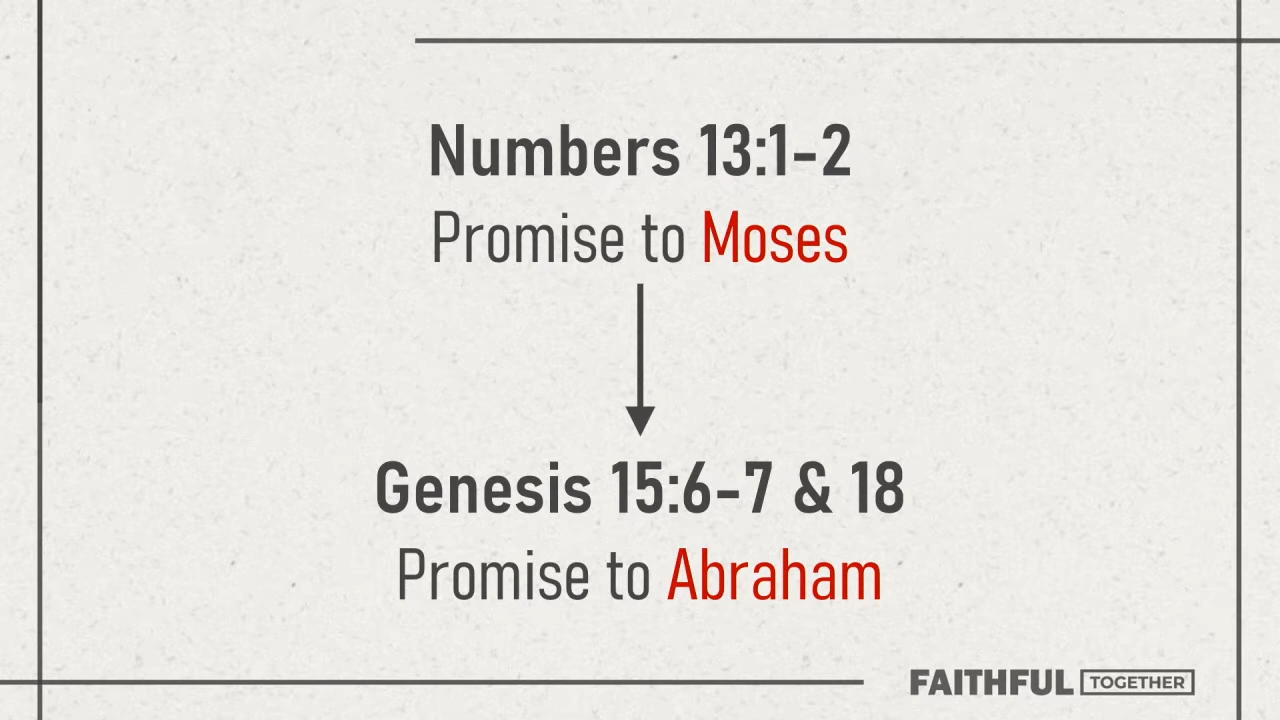 Numbers 13:1-2
Promise to Moses
Genesis 15:6-7 & 18
Promise to Abraham
FAITHFUL TOGETHER